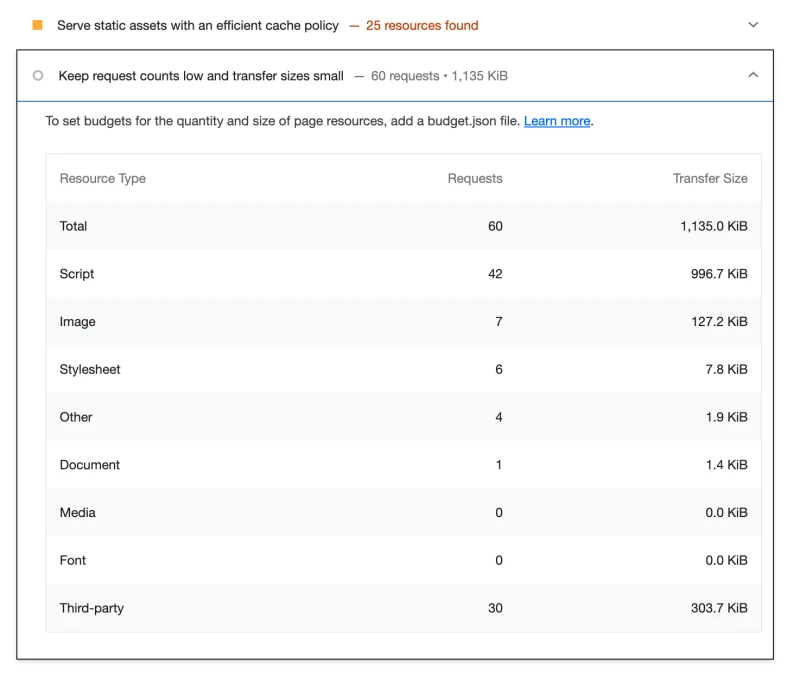 Serve static assets with an efficient cache policy — 25 resources found
Keep request counts low and transfer sizes small — 60 requests • 1,135 KiB
To set budgets for the quantity and size of page resources, add a budget.json file. Learn more.
Resource Type Requests Transfer Size
Total 60 1,135.0 KiB
Script 42 996.7 KiB
Image 7 127.2 KiB
Stylesheet 6 7.8 KiB
Other 4 1.9 KiB
Document 1 1.4 KiB
Media 0 0.0 KiB
Font 0 0.0 KiB
Third-party 30 303.7 KiB